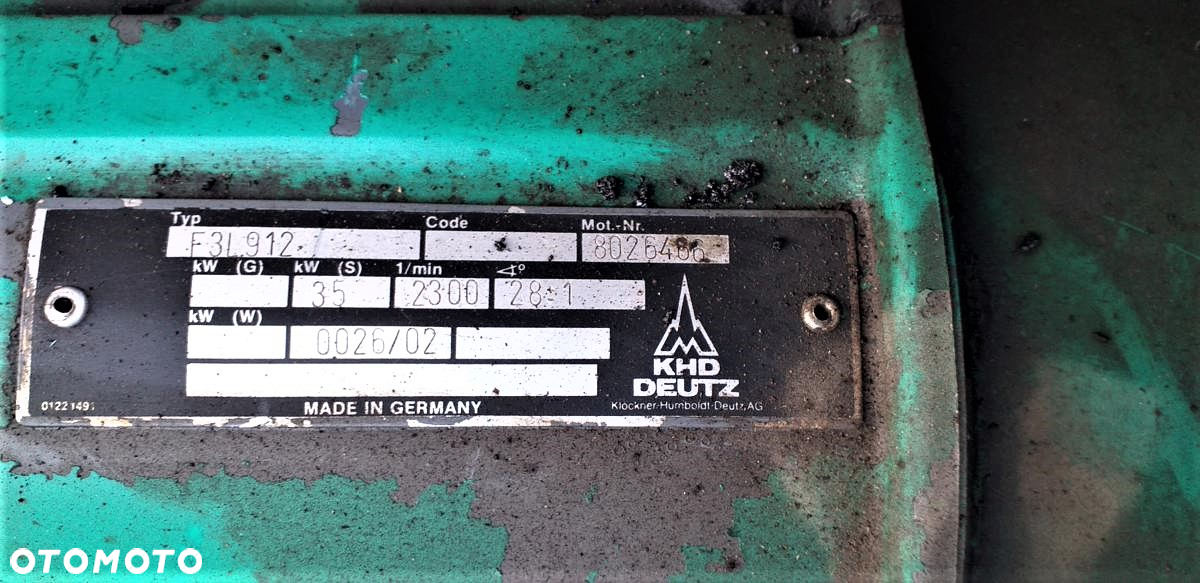 Typ Code Mot.-Nr.
F3L912 8026466
kW (G) kW (S) 1/min ∢°
35 2300 28-1
kW (W)
0026/02
KHD
DEUTZ
Klöckner-Humboldt-Deutz AG
0122149
MADE IN GERMANY
OTOMOTO